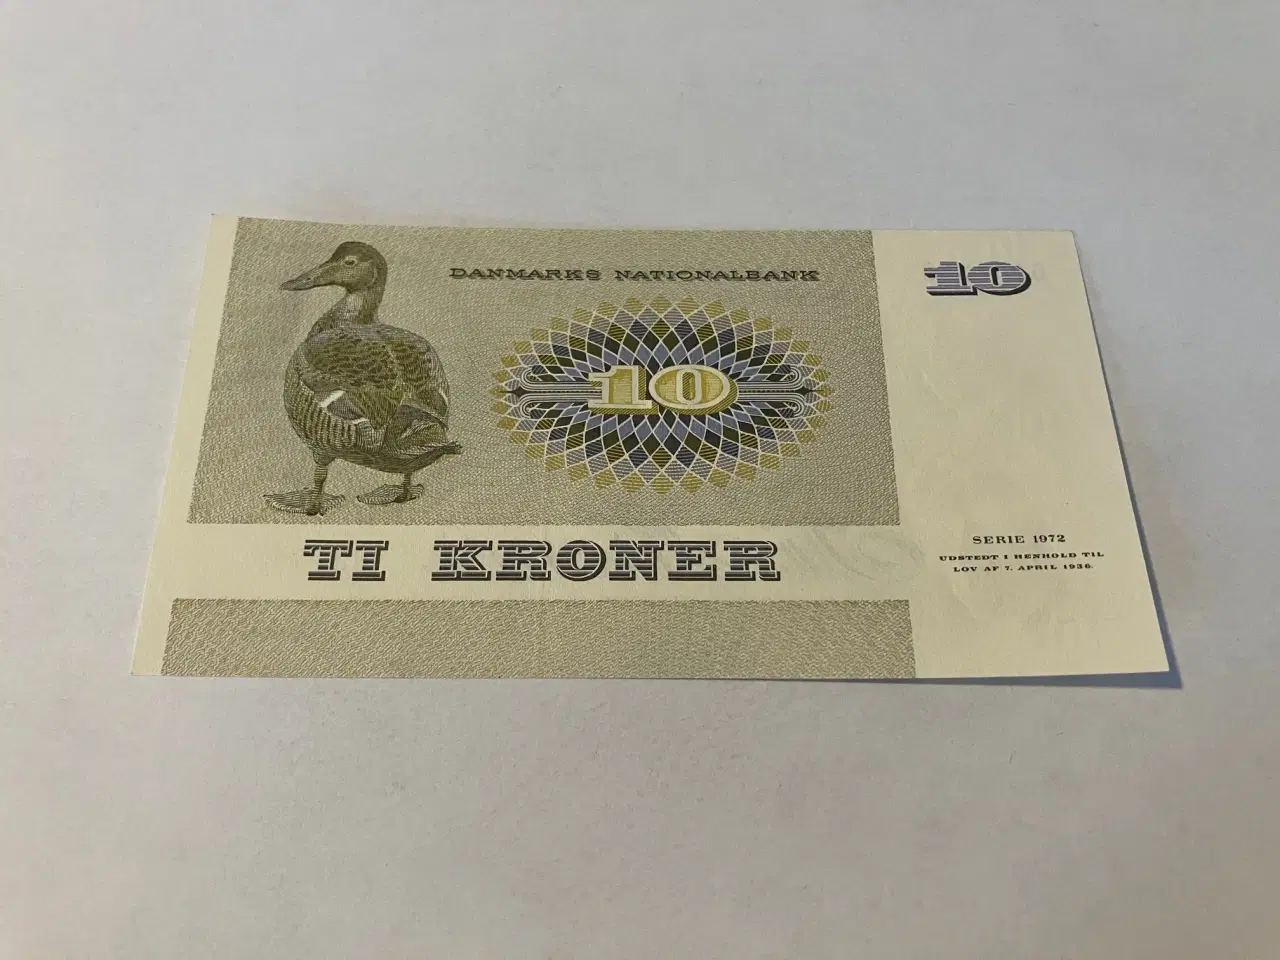 DANMARKS NATIONALBANK
10
10
TI KRONER
SERIE 1972
UDSTEDT I HENHOLD TIL
LOV AF 7. APRIL 1936.